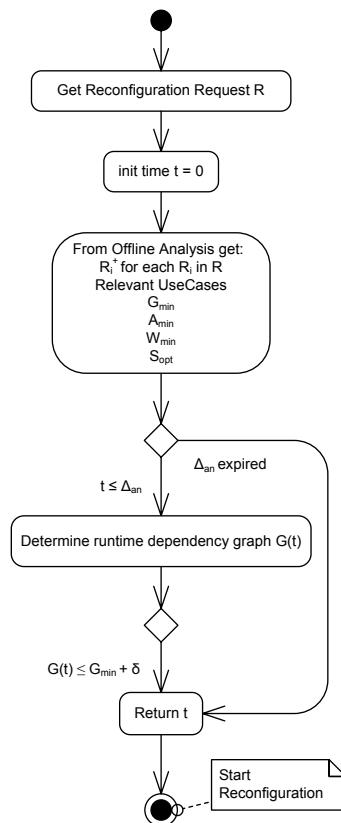 Get Reconfiguration Request R
init time t = 0
From Offline Analysis get:
Rᵢ⁺ for each Rᵢ in R
Relevant UseCases
Gₘᵢₙ
Aₘᵢₙ
Wₘᵢₙ
Sₒₚₜ
Δₐₙ expired
t ≤ Δₐₙ
Determine runtime dependency graph G(t)
G(t) ≤ Gₘᵢₙ + δ
Return t
Start
Reconfiguration